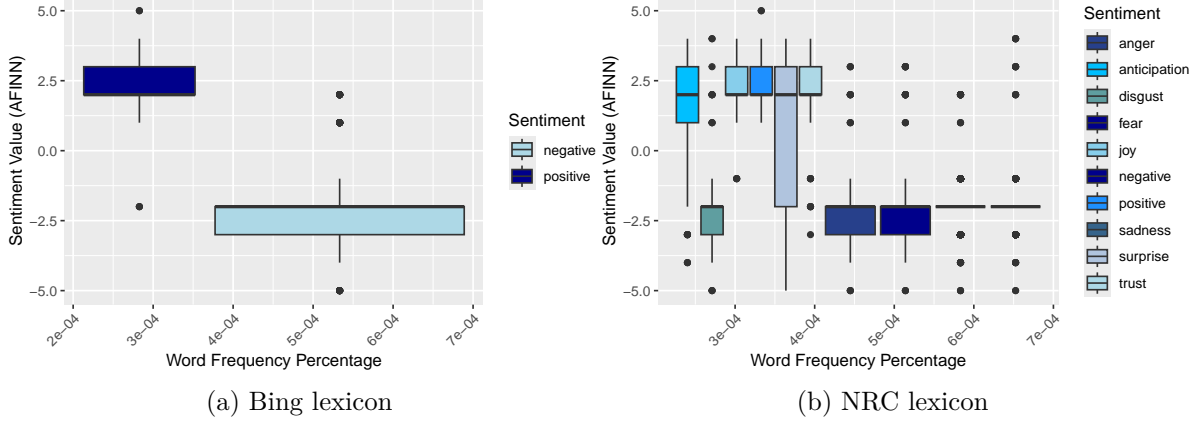 5.0
2.5
0.0
−2.5
−5.0
Sentiment Value (AFINN)
2e−04
3e−04
4e−04
5e−04
6e−04
7e−04
Word Frequency Percentage
Sentiment
negative
positive
(a) Bing lexicon
5.0
2.5
0.0
−2.5
−5.0
Sentiment Value (AFINN)
3e−04
4e−04
5e−04
6e−04
7e−04
Word Frequency Percentage
Sentiment
anger
anticipation
disgust
fear
joy
negative
positive
sadness
surprise
trust
(b) NRC lexicon